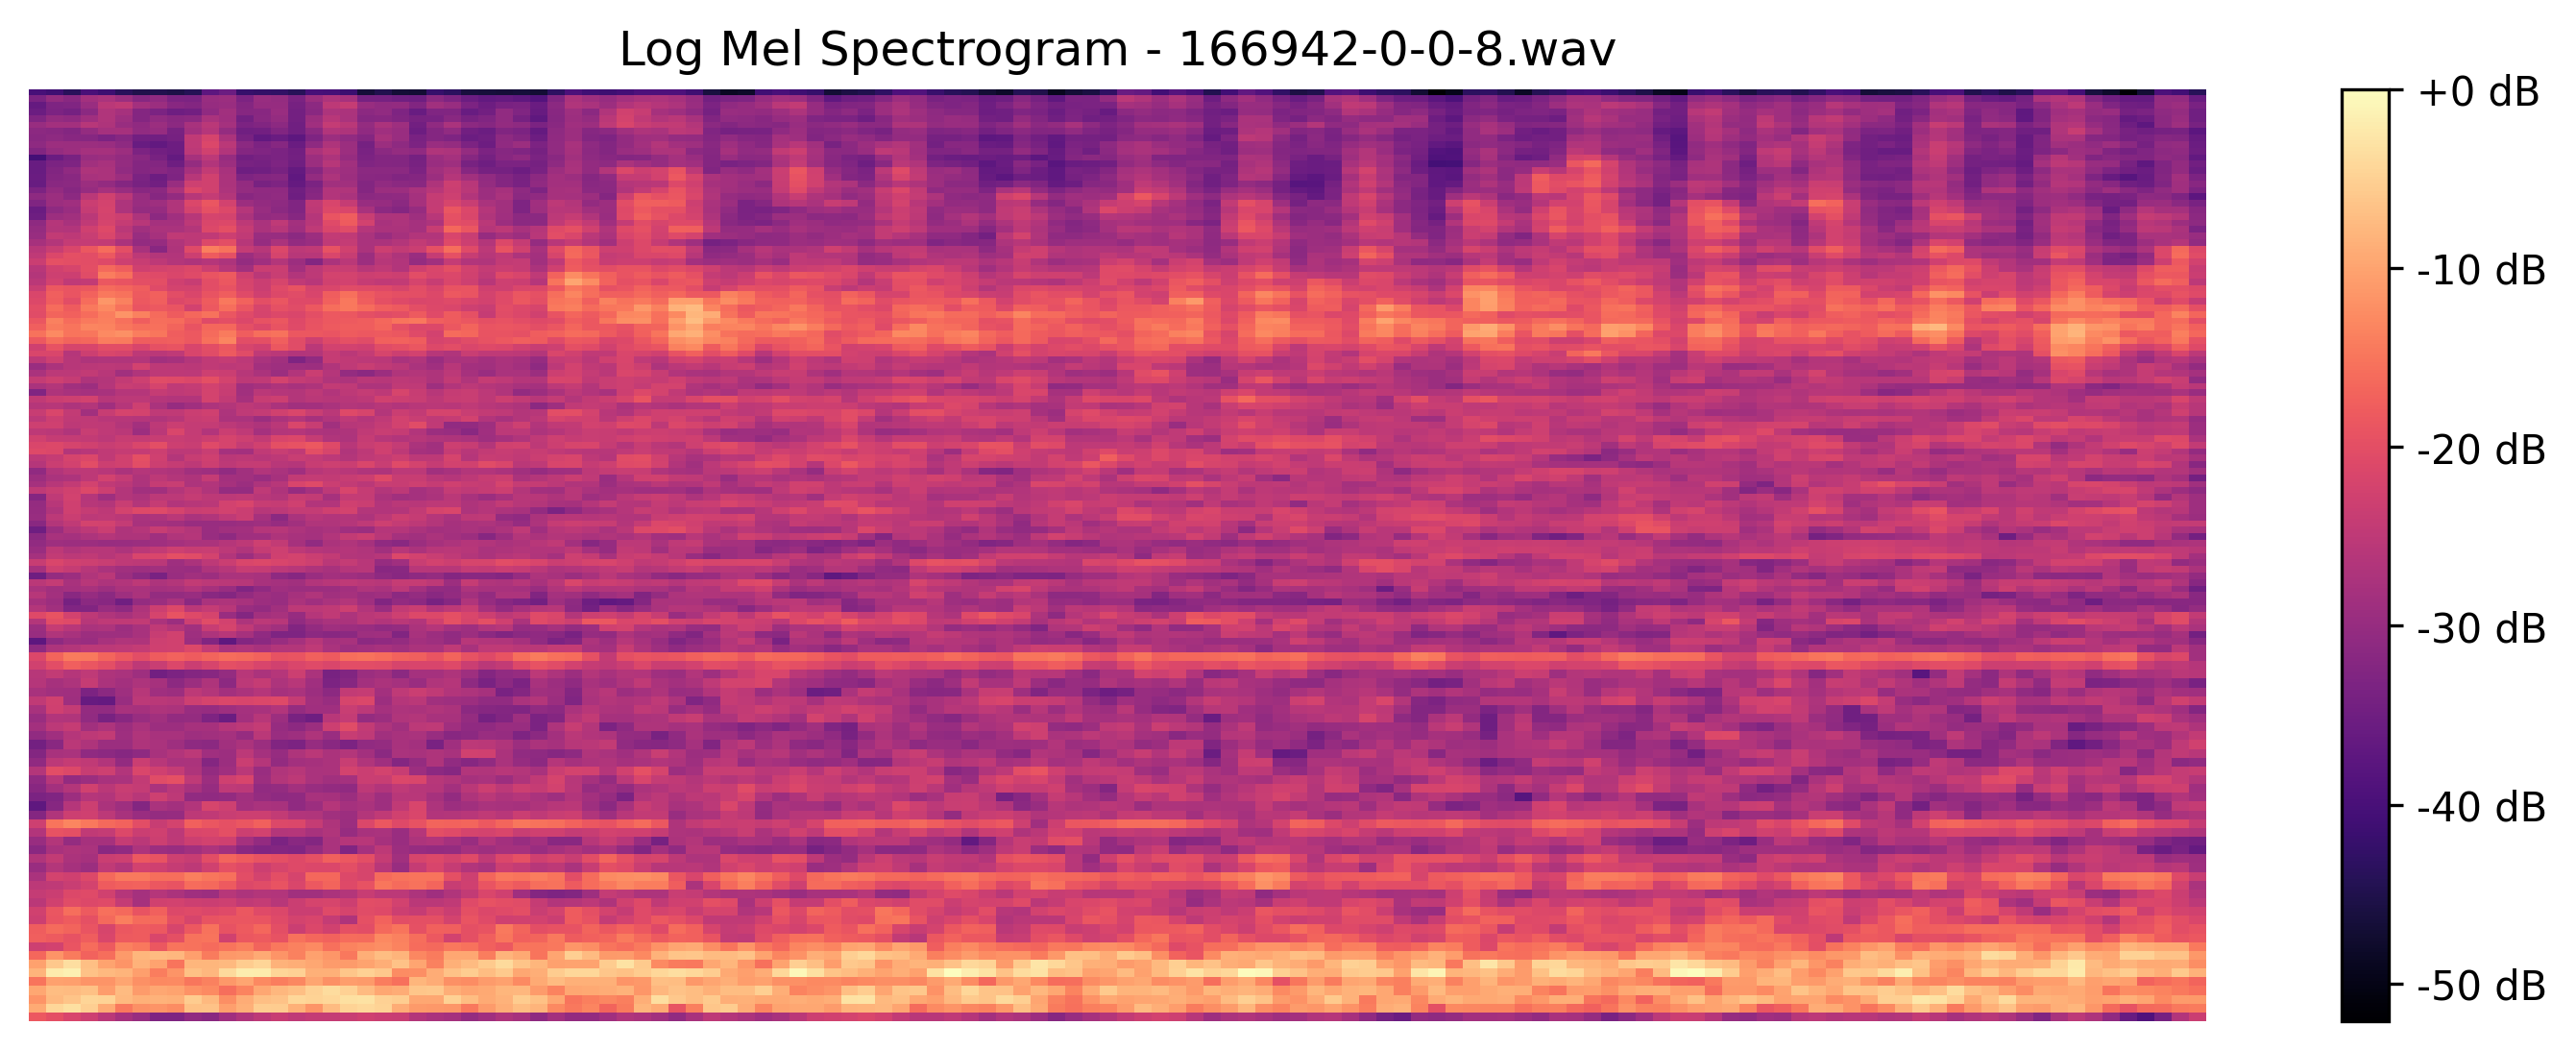 Log Mel Spectrogram - 166942-0-0-8.wav
+0 dB
-10 dB
-20 dB
-30 dB
-40 dB
-50 dB